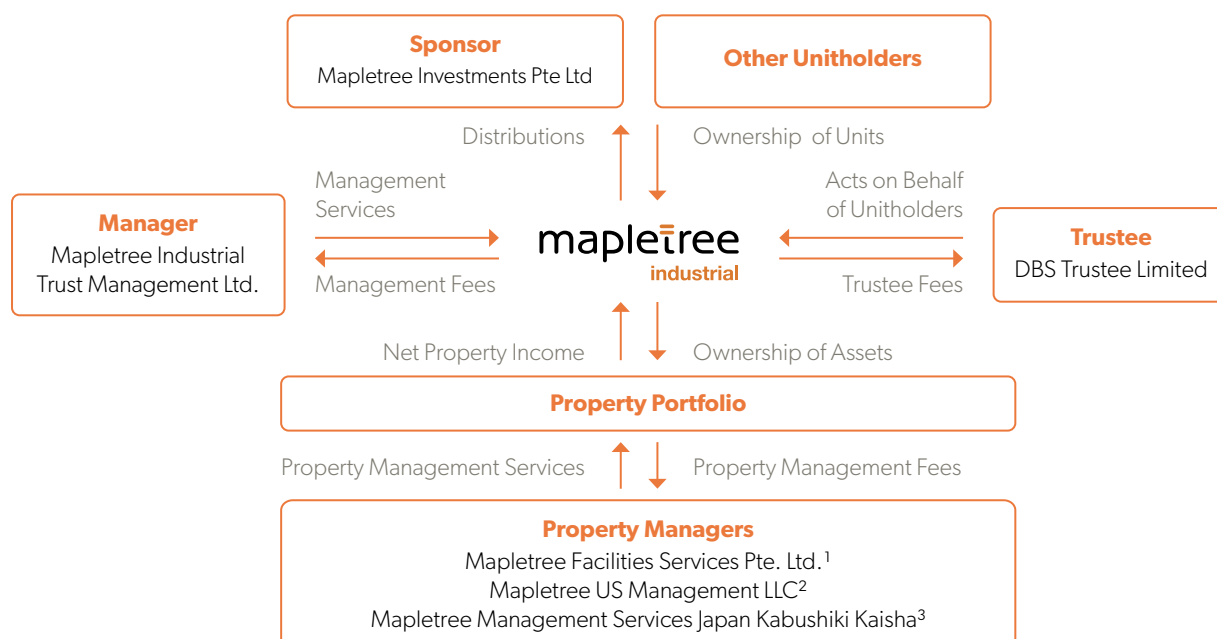 Sponsor
Mapletree Investments Pte Ltd
Other Unitholders
Distributions
Ownership of Units
Management
Services
Acts on Behalf
of Unitholders
Manager
Mapletree Industrial
Trust Management Ltd.
mapletree
industrial
Trustee
DBS Trustee Limited
Management Fees
Trustee Fees
Net Property Income
Ownership of Assets
Property Portfolio
Property Management Services
Property Management Fees
Property Managers
Mapletree Facilities Services Pte. Ltd.¹
Mapletree US Management LLC²
Mapletree Management Services Japan Kabushiki Kaisha³